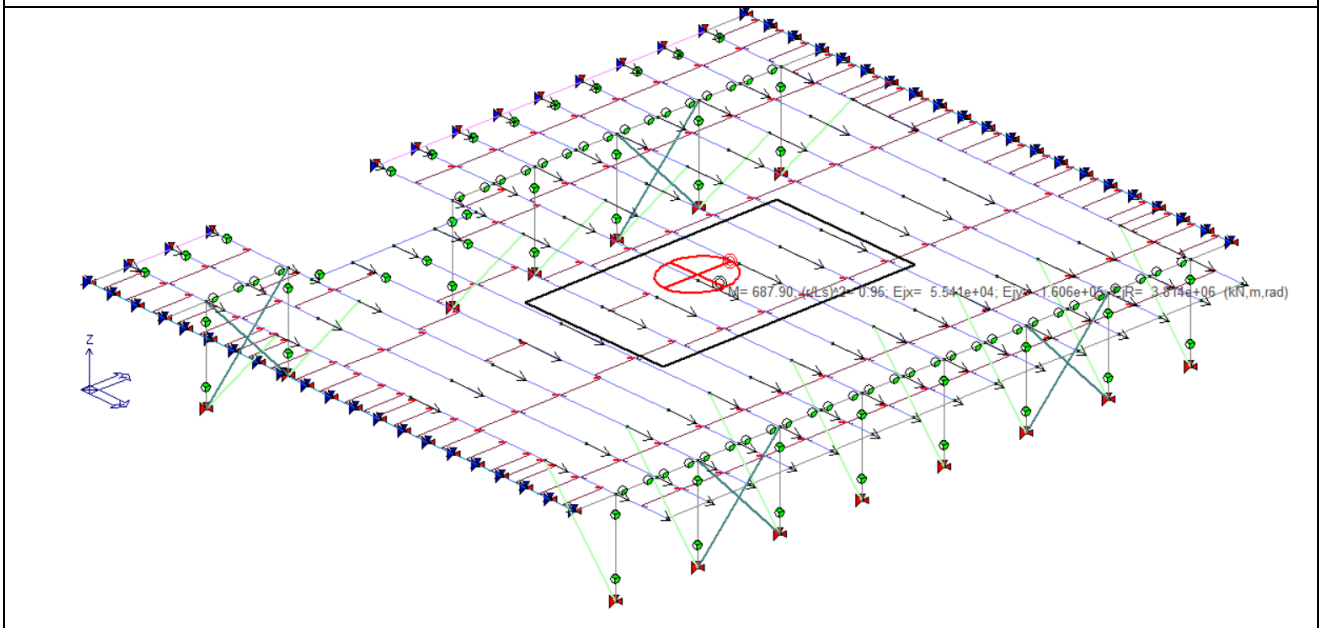 Z
M= 687.90; (r/Ls)^2= 0.95; Ejx= 5.541e+04; Ejy= 1.606e+05; EjR= 3.814e+06 (kN,m,rad)